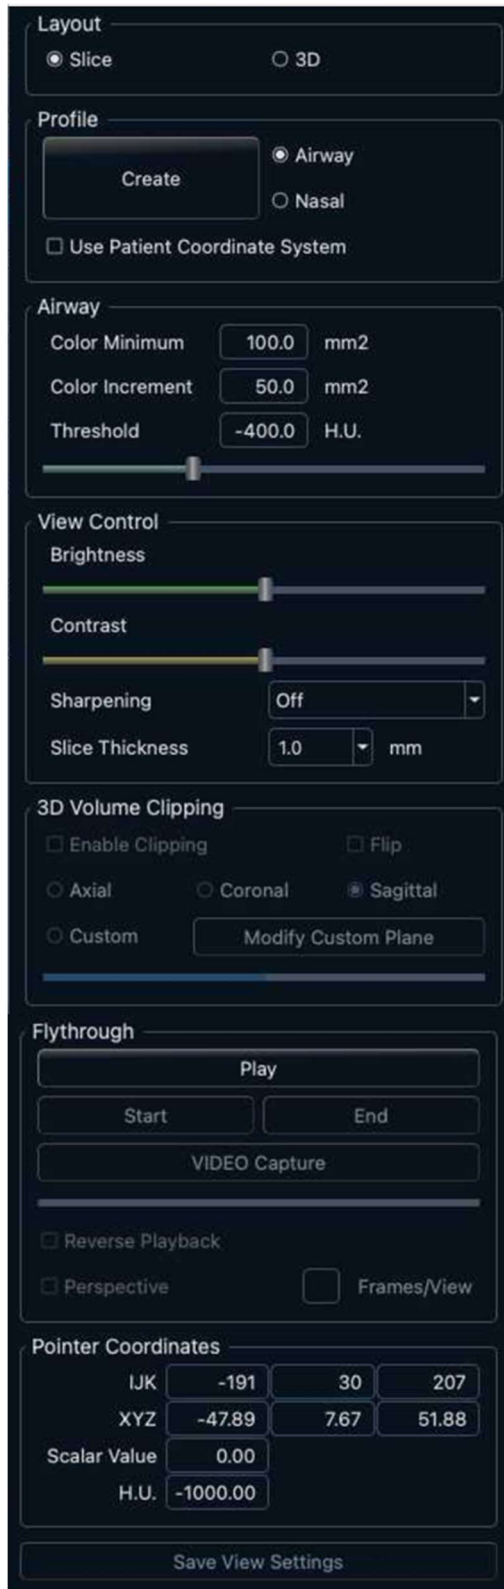 Layout
Slice 3D
Profile
Create
Airway
Nasal
Use Patient Coordinate System
Airway
Color Minimum 100.0 mm2
Color Increment 50.0 mm2
Threshold -400.0 H.U.
View Control
Brightness
Contrast
Sharpening Off
Slice Thickness 1.0 mm
3D Volume Clipping
Enable Clipping Flip
Axial Coronal Sagittal
Custom Modify Custom Plane
Flythrough
Play
Start End
VIDEO Capture
Reverse Playback
Perspective Frames/View
Pointer Coordinates
IJK -191 30 207
XYZ -47.89 7.67 51.88
Scalar Value 0.00
H.U. -1000.00
Save View Settings